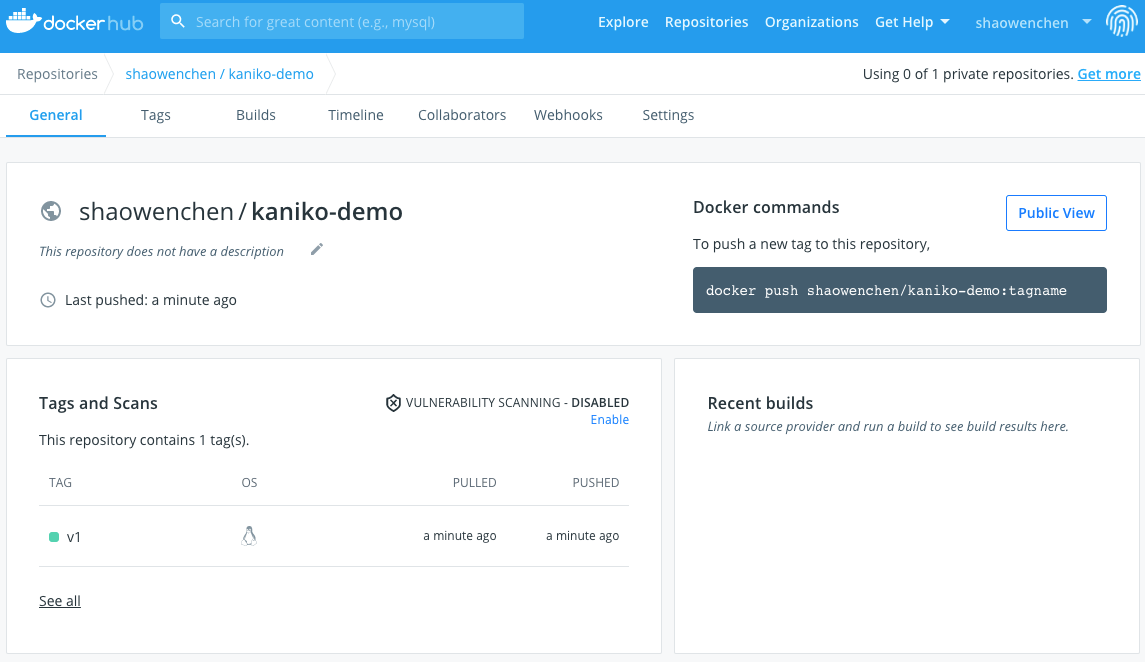 dockerhub Search for great content (e.g., mysql) Explore Repositories Organizations Get Help shaowenchen
Repositories shaowenchen / kaniko-demo Using 0 of 1 private repositories. Get more
General Tags Builds Timeline Collaborators Webhooks Settings
shaowenchen / kaniko-demo
This repository does not have a description
Last pushed: a minute ago
Docker commands
Public View
To push a new tag to this repository,
docker push shaowenchen/kaniko-demo:tagname
Tags and Scans
VULNERABILITY SCANNING - DISABLED
Enable
This repository contains 1 tag(s).
TAG OS PULLED PUSHED
v1 a minute ago a minute ago
See all
Recent builds
Link a source provider and run a build to see build results here.